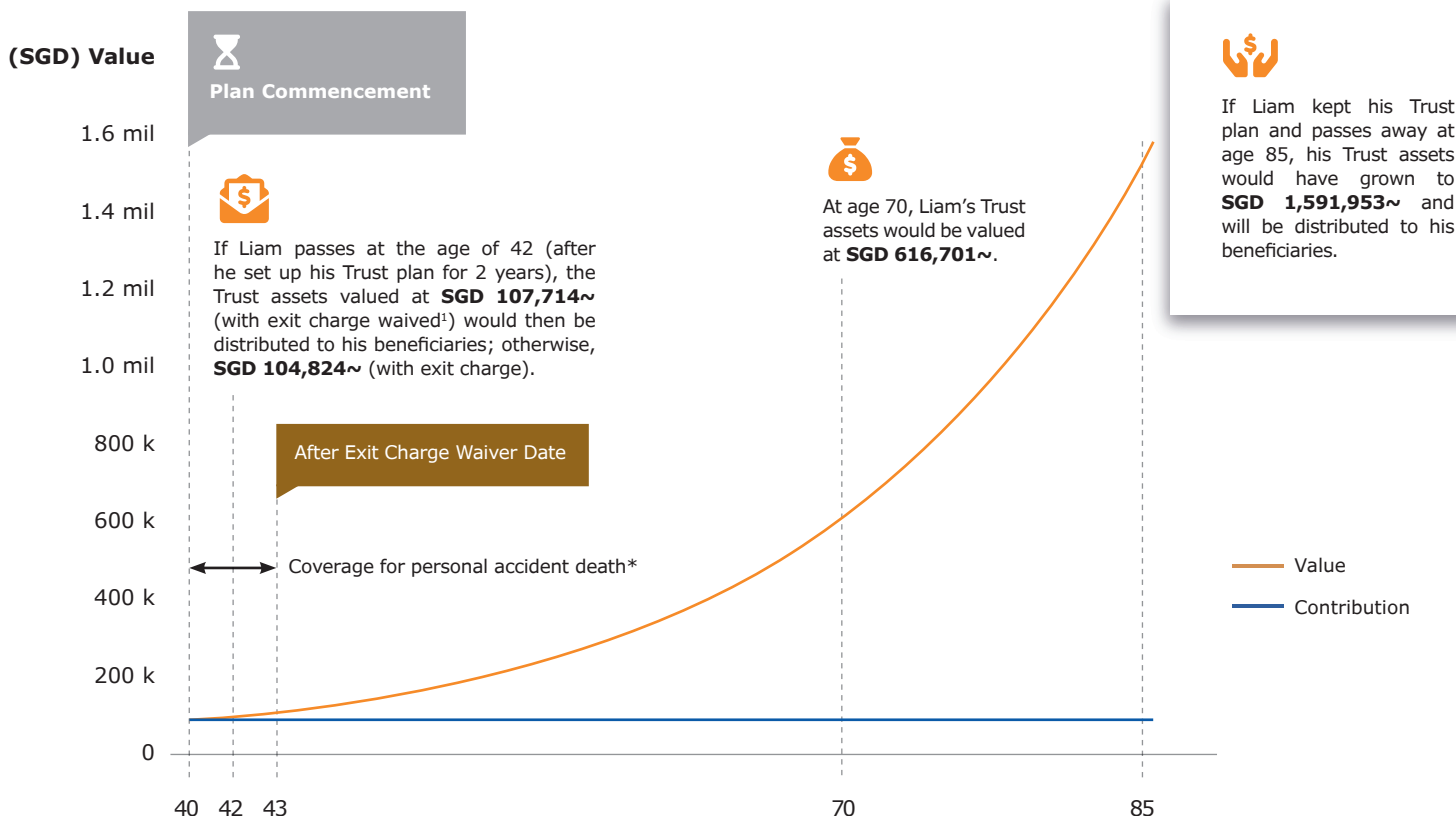 (SGD) Value
Plan Commencement
1.6 mil
1.4 mil
1.2 mil
1.0 mil
800 k
600 k
400 k
200 k
0
If Liam passes at the age of 42 (after
he set up his Trust plan for 2 years), the
Trust assets valued at SGD 107,714~
(with exit charge waived¹) would then be
distributed to his beneficiaries; otherwise,
SGD 104,824~ (with exit charge).
After Exit Charge Waiver Date
Coverage for personal accident death*
At age 70, Liam’s Trust
assets would be valued
at SGD 616,701~.
If Liam kept his Trust
plan and passes away at
age 85, his Trust assets
would have grown to
SGD 1,591,953~ and
will be distributed to his
beneficiaries.
Value
Contribution
40 42 43 70 85